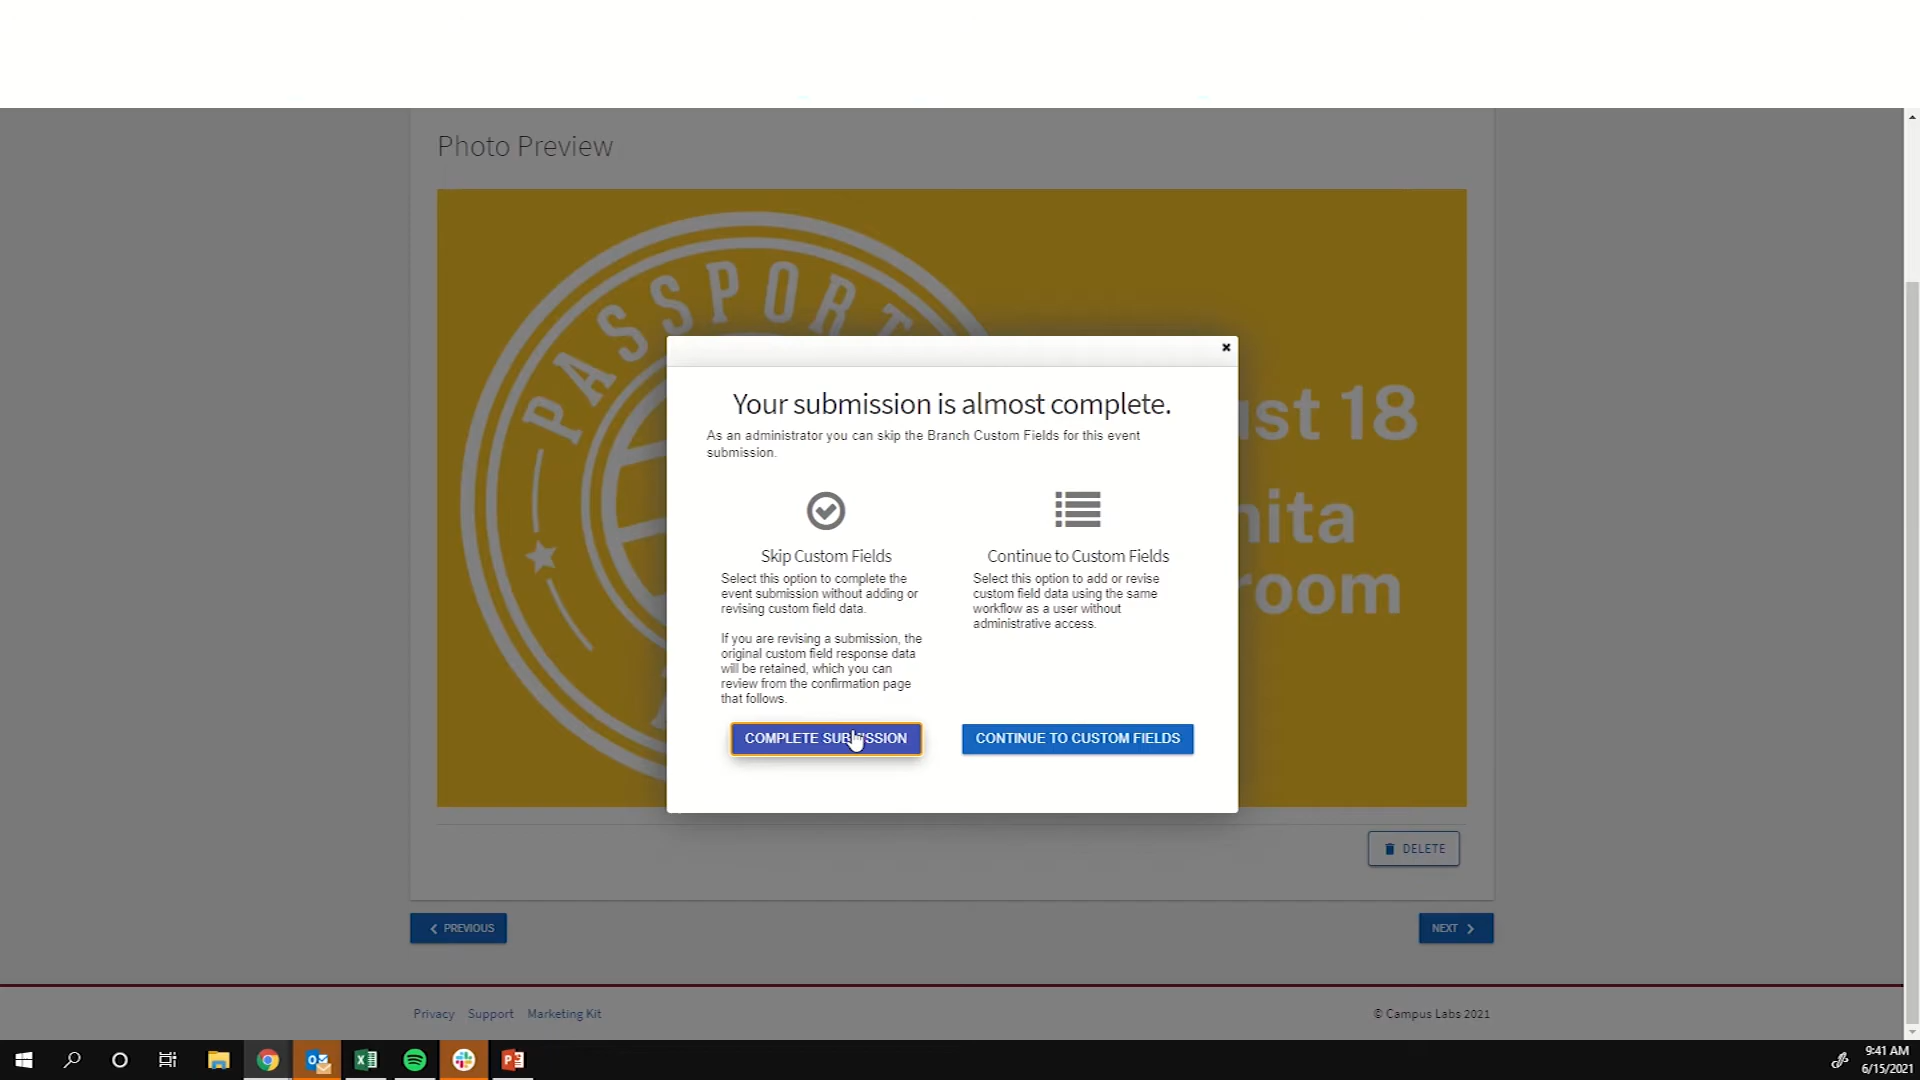 Photo Preview
PASSPORT
ust 18
nita
room
Your submission is almost complete.
As an administrator you can skip the Branch Custom Fields for this event
submission.
Skip Custom Fields
Select this option to complete the
event submission without adding or
revising custom field data.
If you are revising a submission, the
original custom field response data
will be retained, which you can
review from the confirmation page
that follows.
COMPLETE SUBMISSION
Continue to Custom Fields
Select this option to add or revise
custom field data using the same
workflow as a user without
administrative access.
CONTINUE TO CUSTOM FIELDS
DELETE
PREVIOUS
NEXT
Privacy Support Marketing Kit
© Campus Labs 2021
9:41 AM
6/15/2021